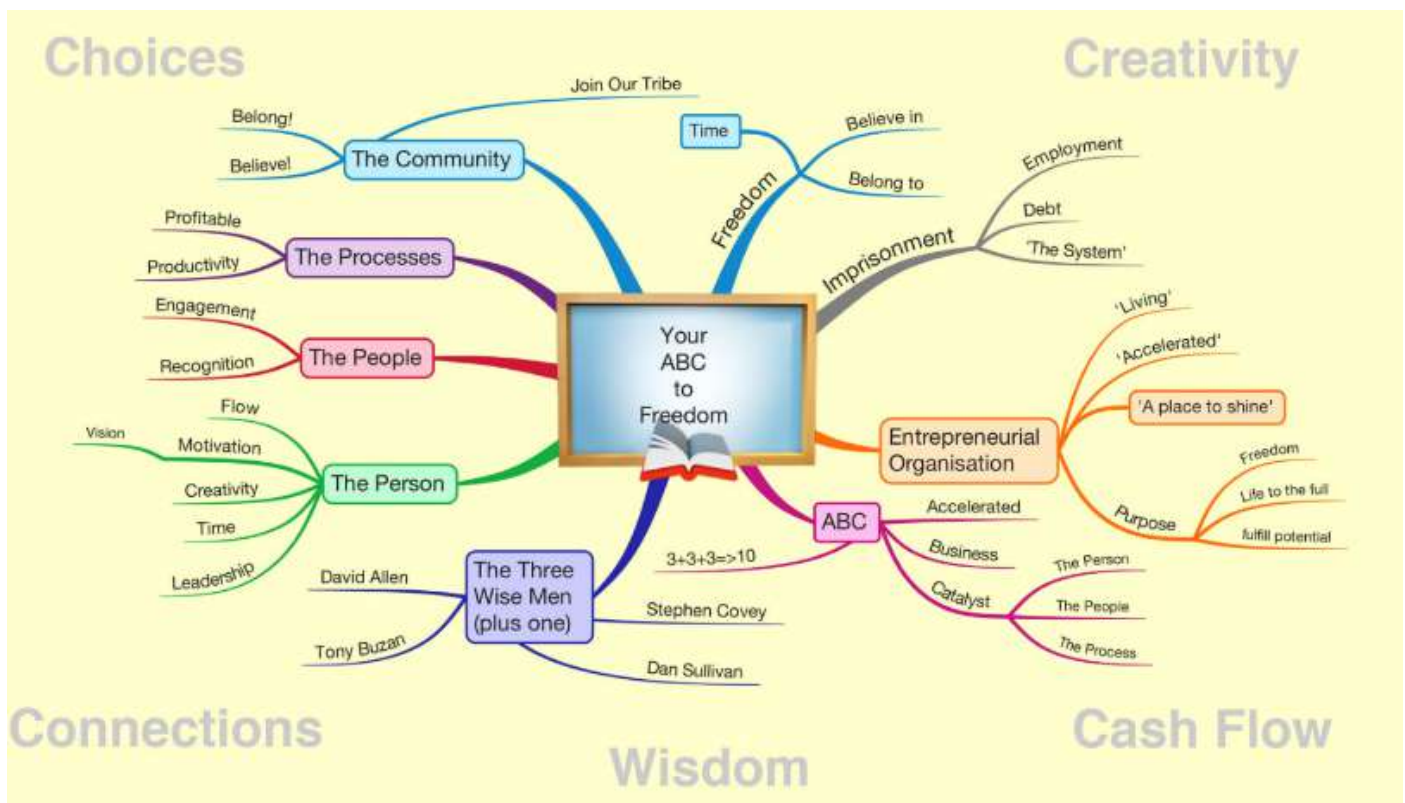 Choices
Creativity
Join Our Tribe
Belong!
Believe!
The Community
Time
Believe in
Belong to
Freedom
Employment
Debt
'The System'
Imprisonment
Profitable
Productivity
The Processes
Engagement
Recognition
The People
Your
ABC
to
Freedom
'Living'
'Accelerated'
'A place to shine'
Entrepreneurial
Organisation
Purpose
Freedom
Life to the full
fulfill potential
Flow
Vision
Motivation
Creativity
Time
Leadership
The Person
ABC
Accelerated
Business
Catalyst
3+3+3=>10
The Person
The People
The Process
David Allen
Tony Buzan
The Three
Wise Men
(plus one)
Stephen Covey
Dan Sullivan
Connections
Wisdom
Cash Flow